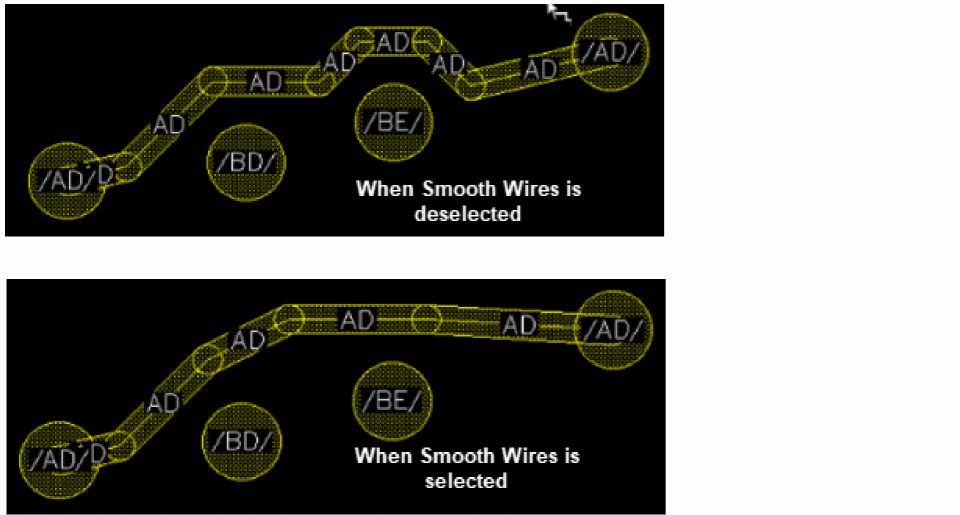 AD
AD
AD
AD
/AD/
AD
AD
/BE/
AD
/BD/
/AD/
D
When Smooth Wires is
deselected
AD
AD
/AD/
AD
/BE/
AD
/BD/
/AD/
D
When Smooth Wires is
selected